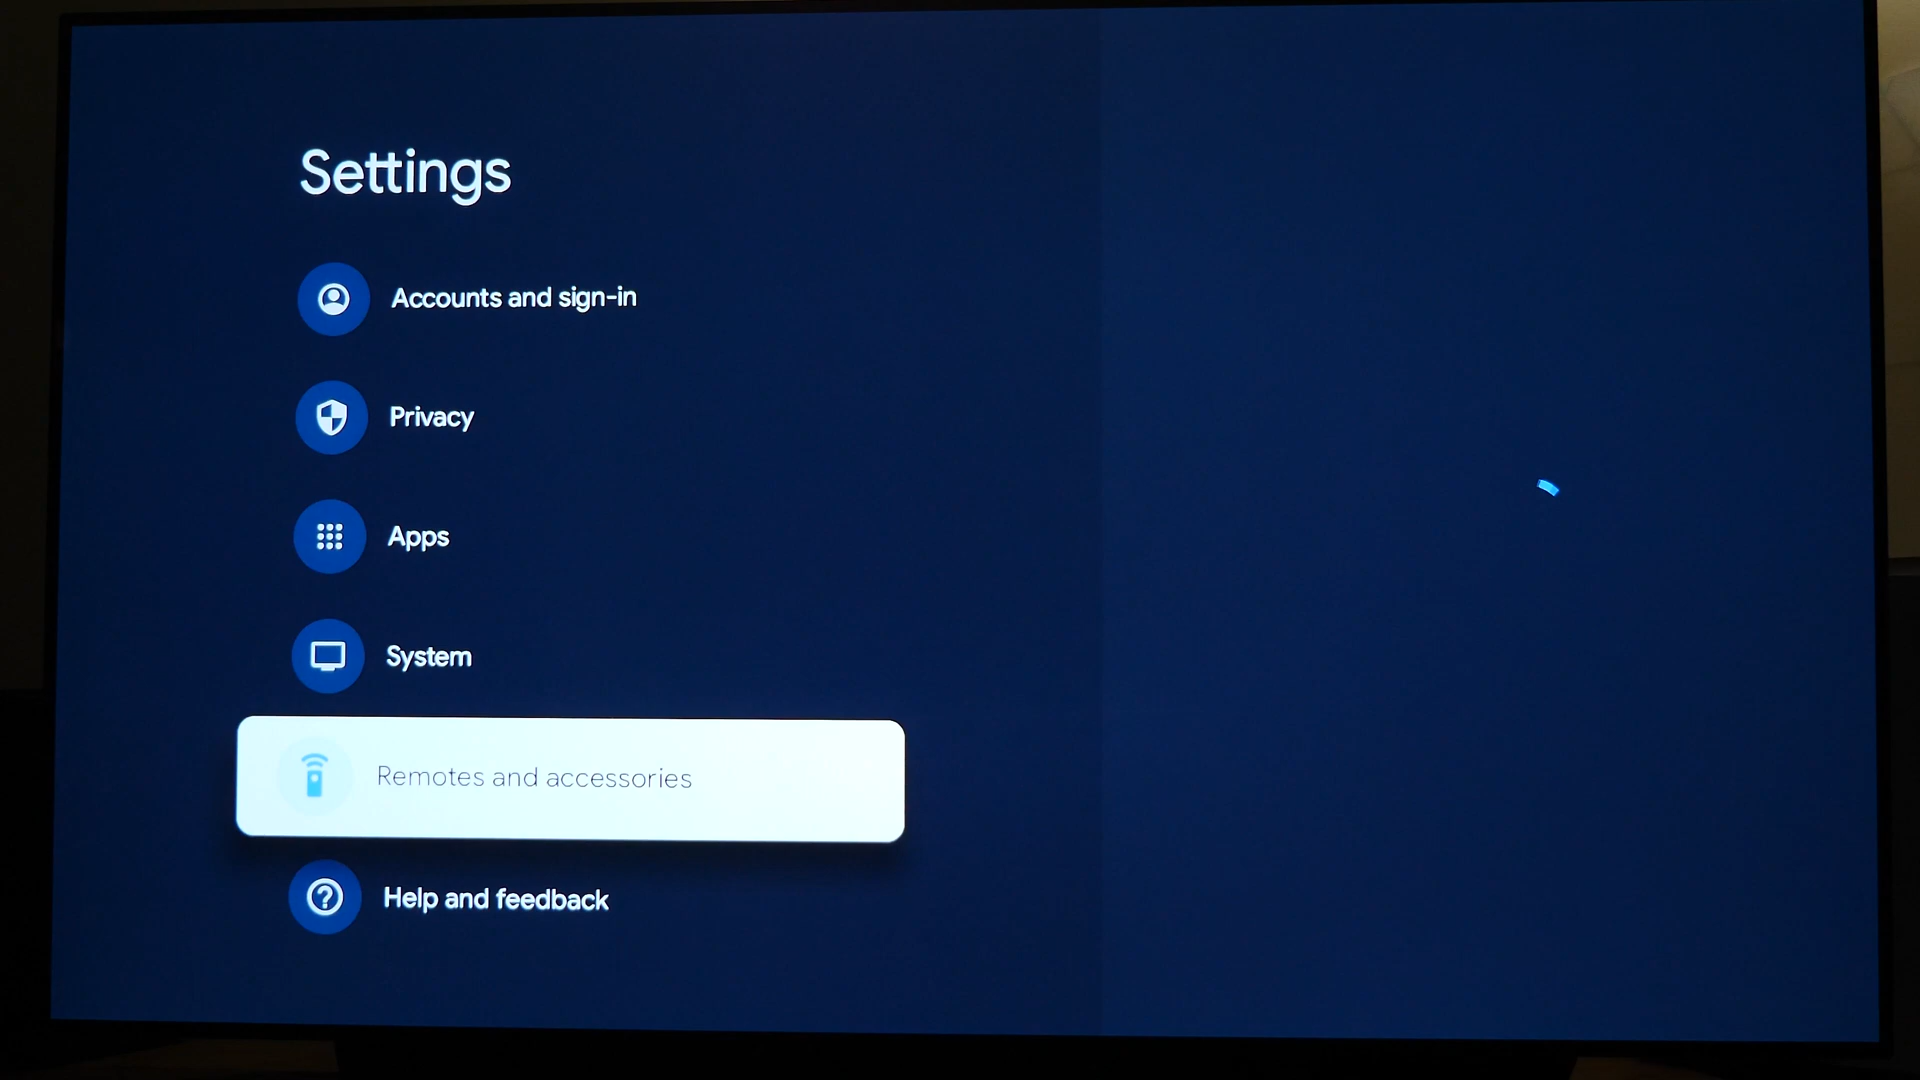 Settings
Accounts and sign-in
Privacy
Apps
System
Remotes and accessories
Help and feedback